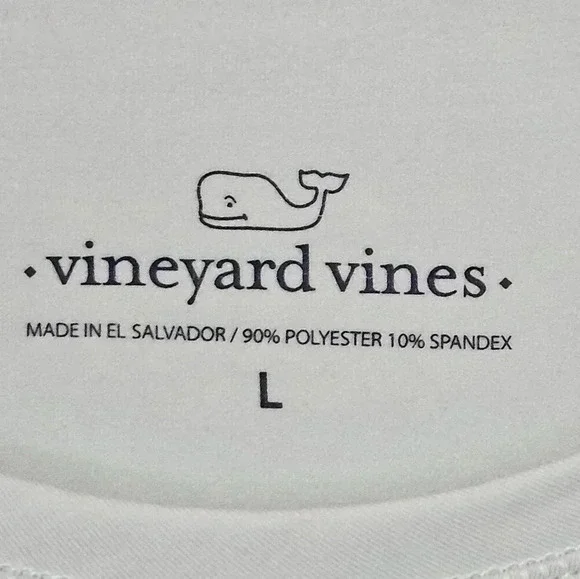 · vineyard vines ·
MADE IN EL SALVADOR / 90% POLYESTER 10% SPANDEX
L